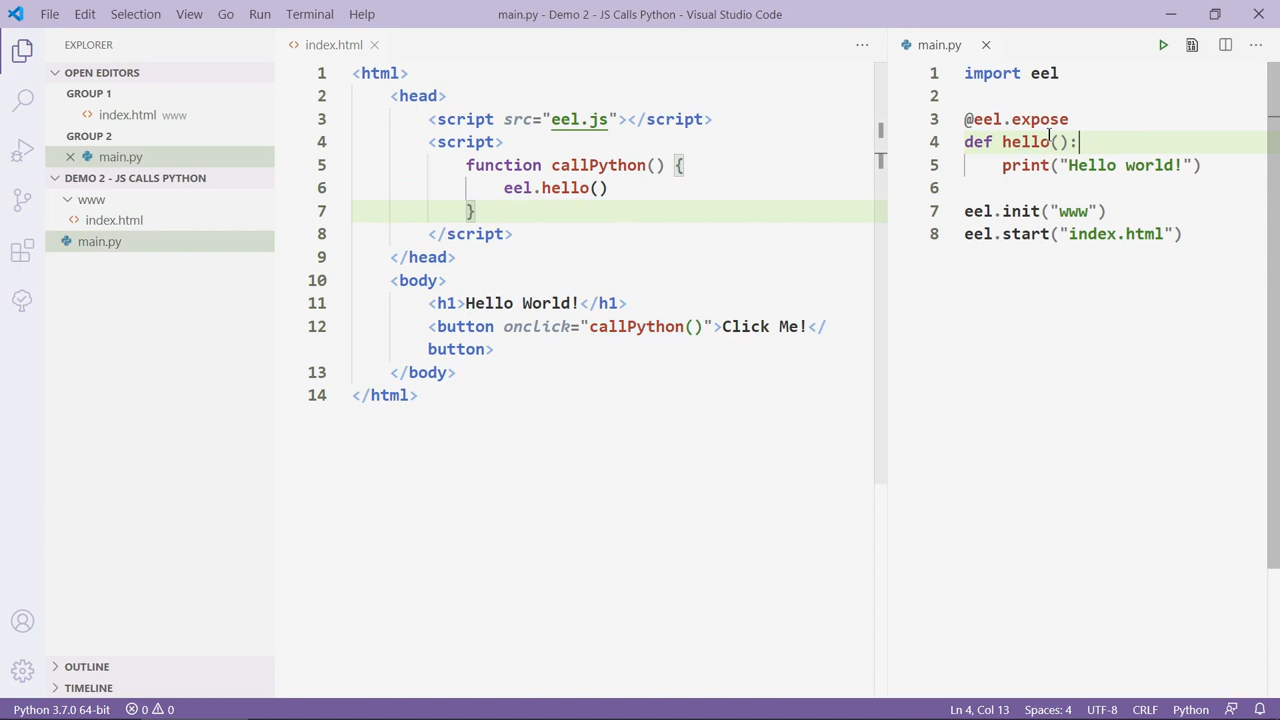 File Edit Selection View Go Run Terminal Help
main.py - Demo 2 - JS Calls Python - Visual Studio Code
EXPLORER
OPEN EDITORS
GROUP 1
index.html www
GROUP 2
main.py
DEMO 2 - JS CALLS PYTHON
www
index.html
main.py
OUTLINE
TIMELINE
index.html
1 <html>
2 <head>
3 <script src="eel.js"></script>
4 <script>
5 function callPython() {
6 eel.hello()
7 }
8 </script>
9 </head>
10 <body>
11 <h1>Hello World!</h1>
12 <button onclick="callPython()">Click Me!</
button>
13 </body>
14 </html>
main.py
1 import eel
2
3 @eel.expose
4 def hello():
5 print("Hello world!")
6
7 eel.init("www")
8 eel.start("index.html")
Python 3.7.0 64-bit 0 0 Ln 4, Col 13 Spaces: 4 UTF-8 CRLF Python